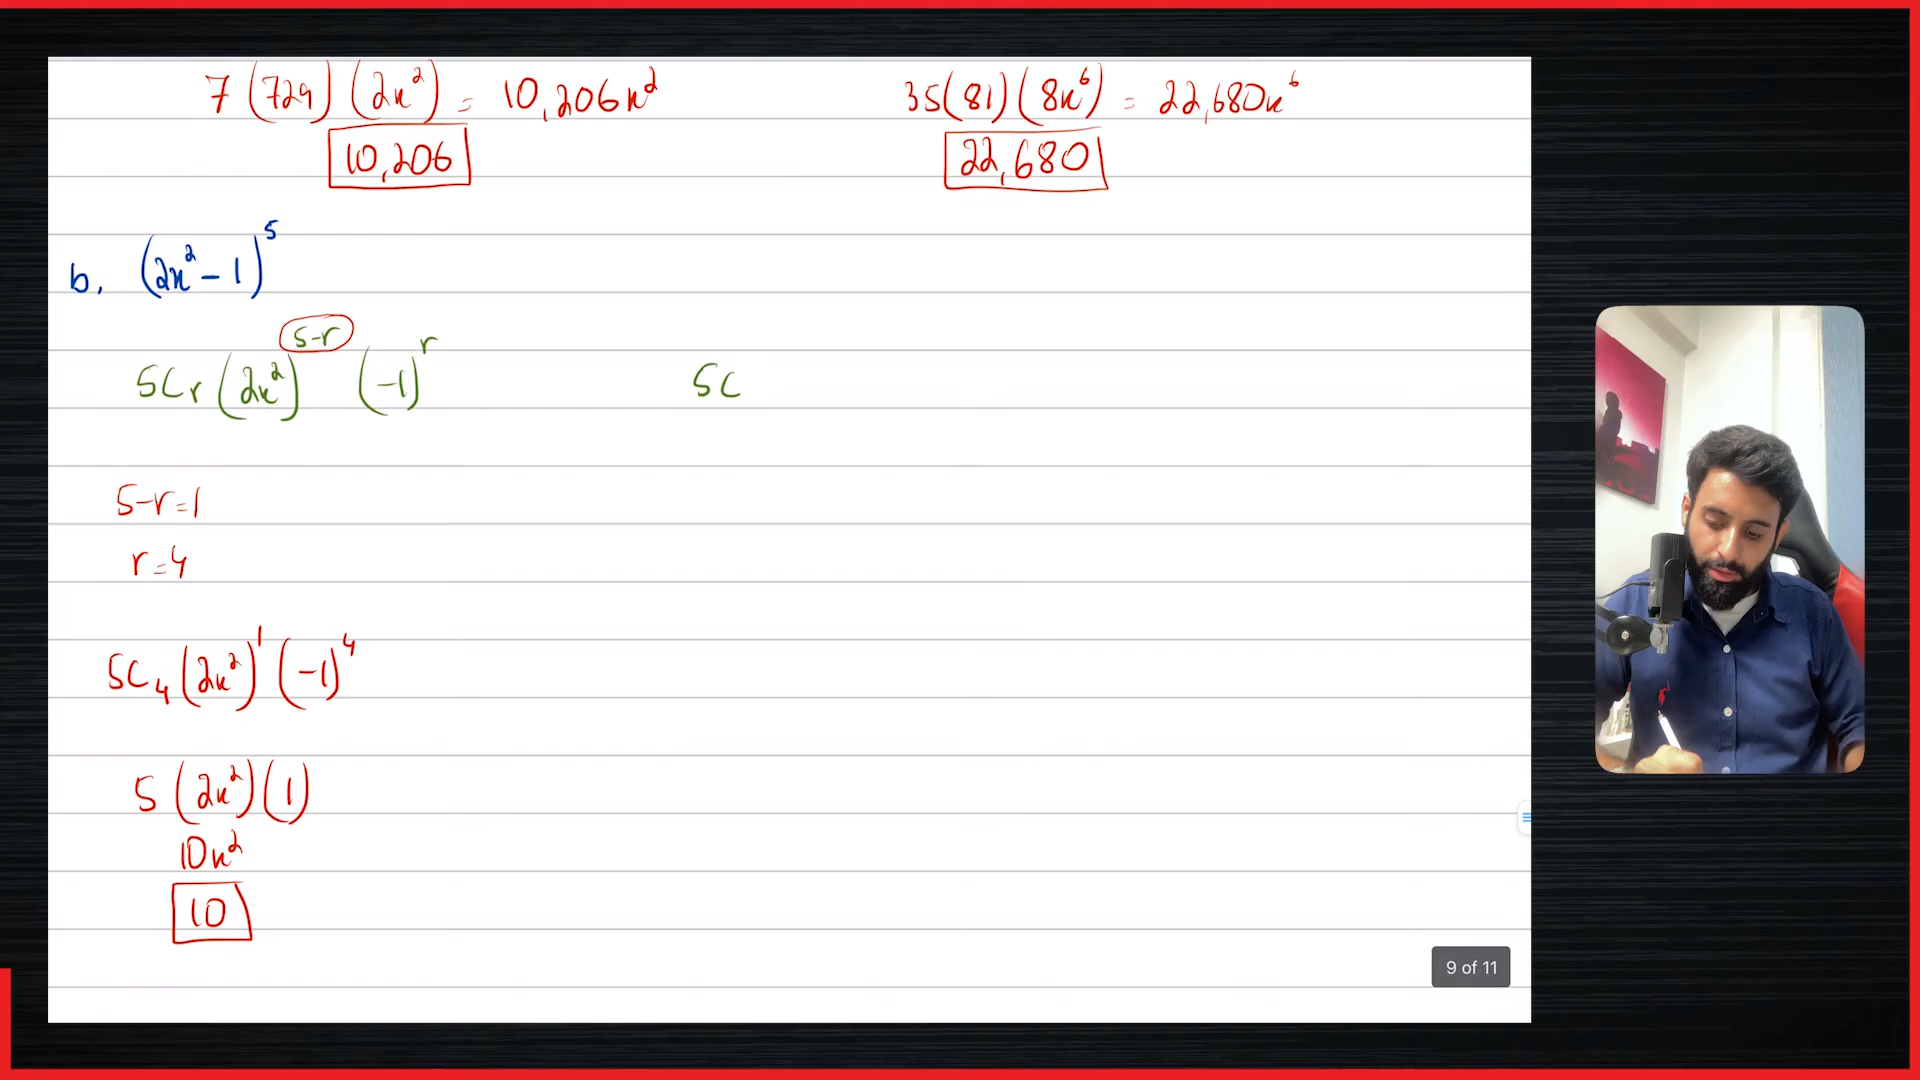 7 (729) (2x²) = 10,206x²
10,206
35 (81) (8x⁶) = 22,680x⁶
22,680
b. (2x² - 1)⁵
5Cr (2x²)⁵⁻ʳ (-1)ʳ
5C
5-r=1
r=4
5C₄ (2x²)¹ (-1)⁴
5 (2x²) (1)
10x²
10
9 of 11